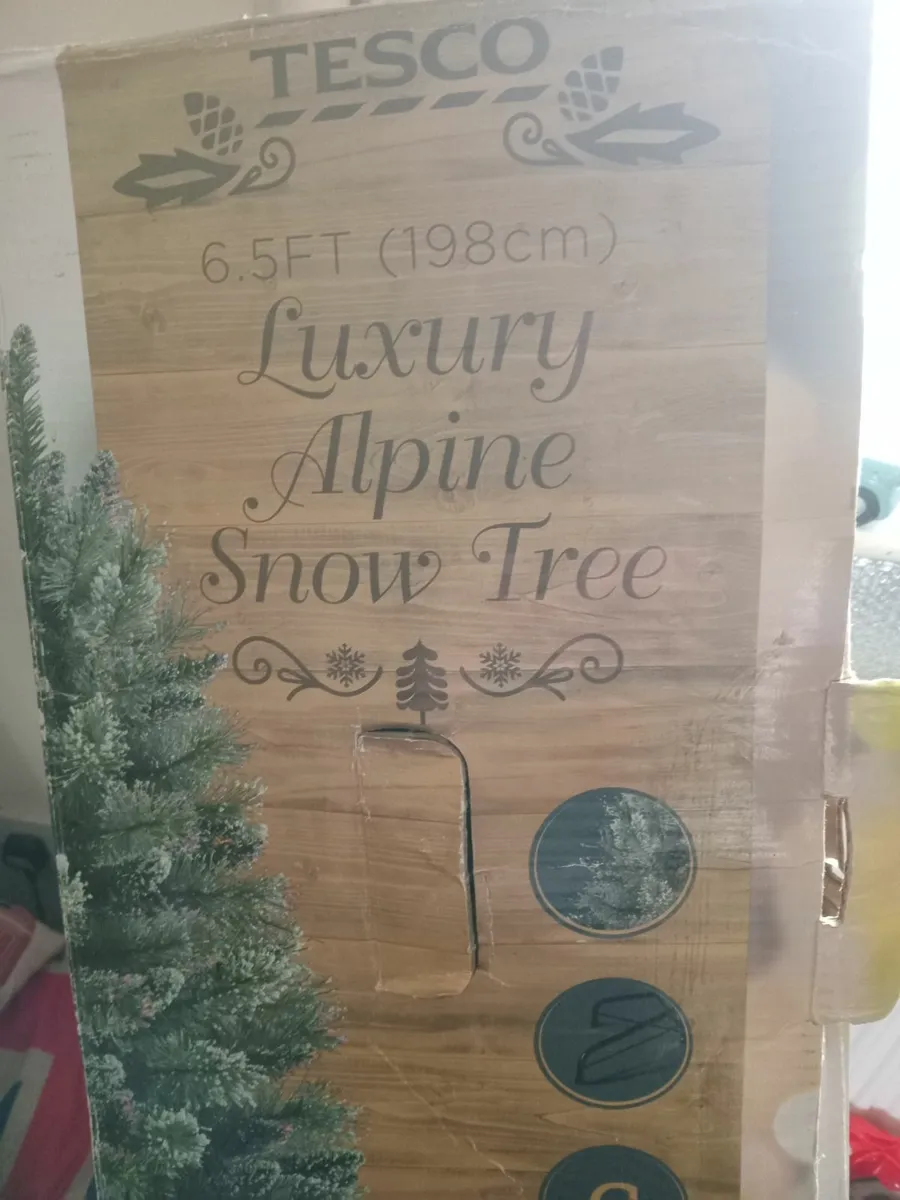 TESCO
6.5FT (198cm)
Luxury
Alpine
Snow Tree